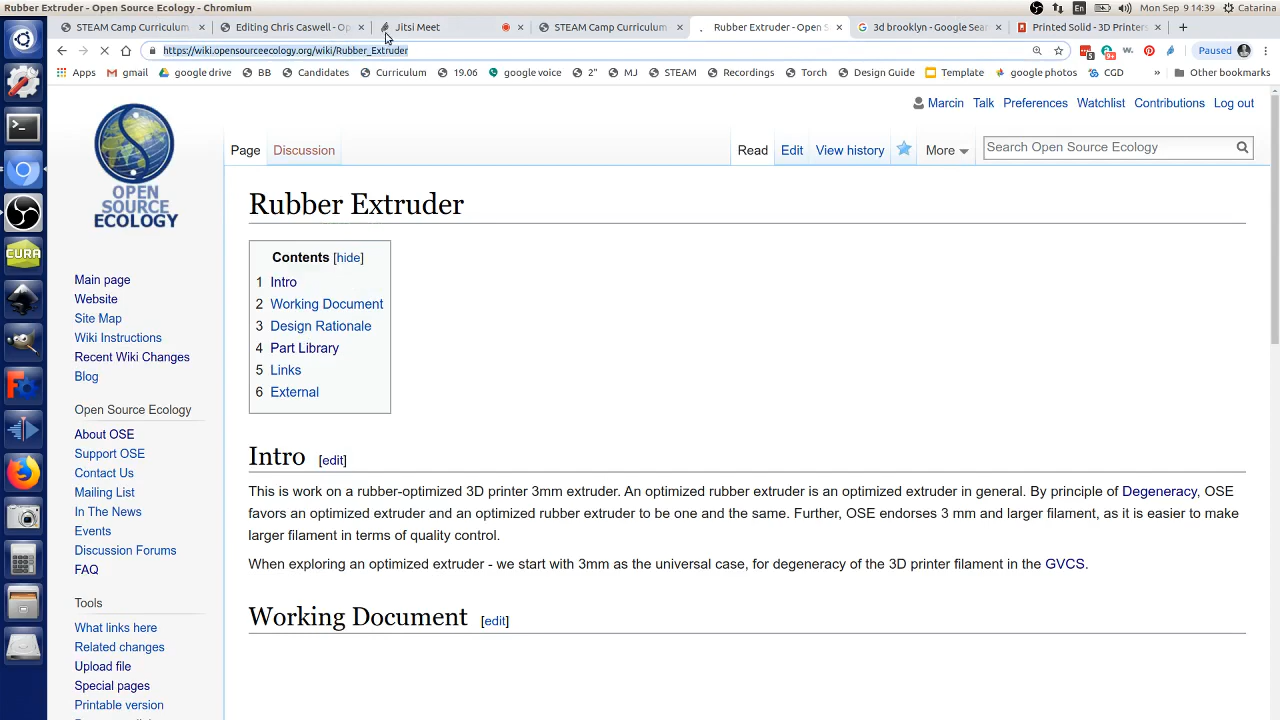 Rubber Extruder - Open Source Ecology - Chromium
En
Mon Sep 9 14:39
Catarina
STEAM Camp Curriculum
Editing Chris Caswell - O
Jitsi Meet
STEAM Camp Curriculum
Rubber Extruder - Open S
3d brooklyn - Google Sear
Printed Solid - 3D Printers
https://wiki.opensourceecology.org/wiki/Rubber_Extruder
Paused
Apps
gmail
google drive
BB
Candidates
Curriculum
19.06
google voice
2"
MJ
STEAM
Recordings
Torch
Design Guide
Template
google photos
CGD
»
Other bookmarks
Marcin
Talk
Preferences
Watchlist
Contributions
Log out
Page
Discussion
Read
Edit
View history
More
Search Open Source Ecology
OPEN
SOURCE
ECOLOGY
CURA
Main page
Website
Site Map
Wiki Instructions
Recent Wiki Changes
Blog
Open Source Ecology
About OSE
Support OSE
Contact Us
Mailing List
In The News
Events
Discussion Forums
FAQ
Tools
What links here
Related changes
Upload file
Special pages
Printable version
Rubber Extruder
Contents [hide]
1 Intro
2 Working Document
3 Design Rationale
4 Part Library
5 Links
6 External
Intro [edit]
This is work on a rubber-optimized 3D printer 3mm extruder. An optimized rubber extruder is an optimized extruder in general. By principle of Degeneracy, OSE
favors an optimized extruder and an optimized rubber extruder to be one and the same. Further, OSE endorses 3 mm and larger filament, as it is easier to make
larger filament in terms of quality control.
When exploring an optimized extruder - we start with 3mm as the universal case, for degeneracy of the 3D printer filament in the GVCS.
Working Document [edit]